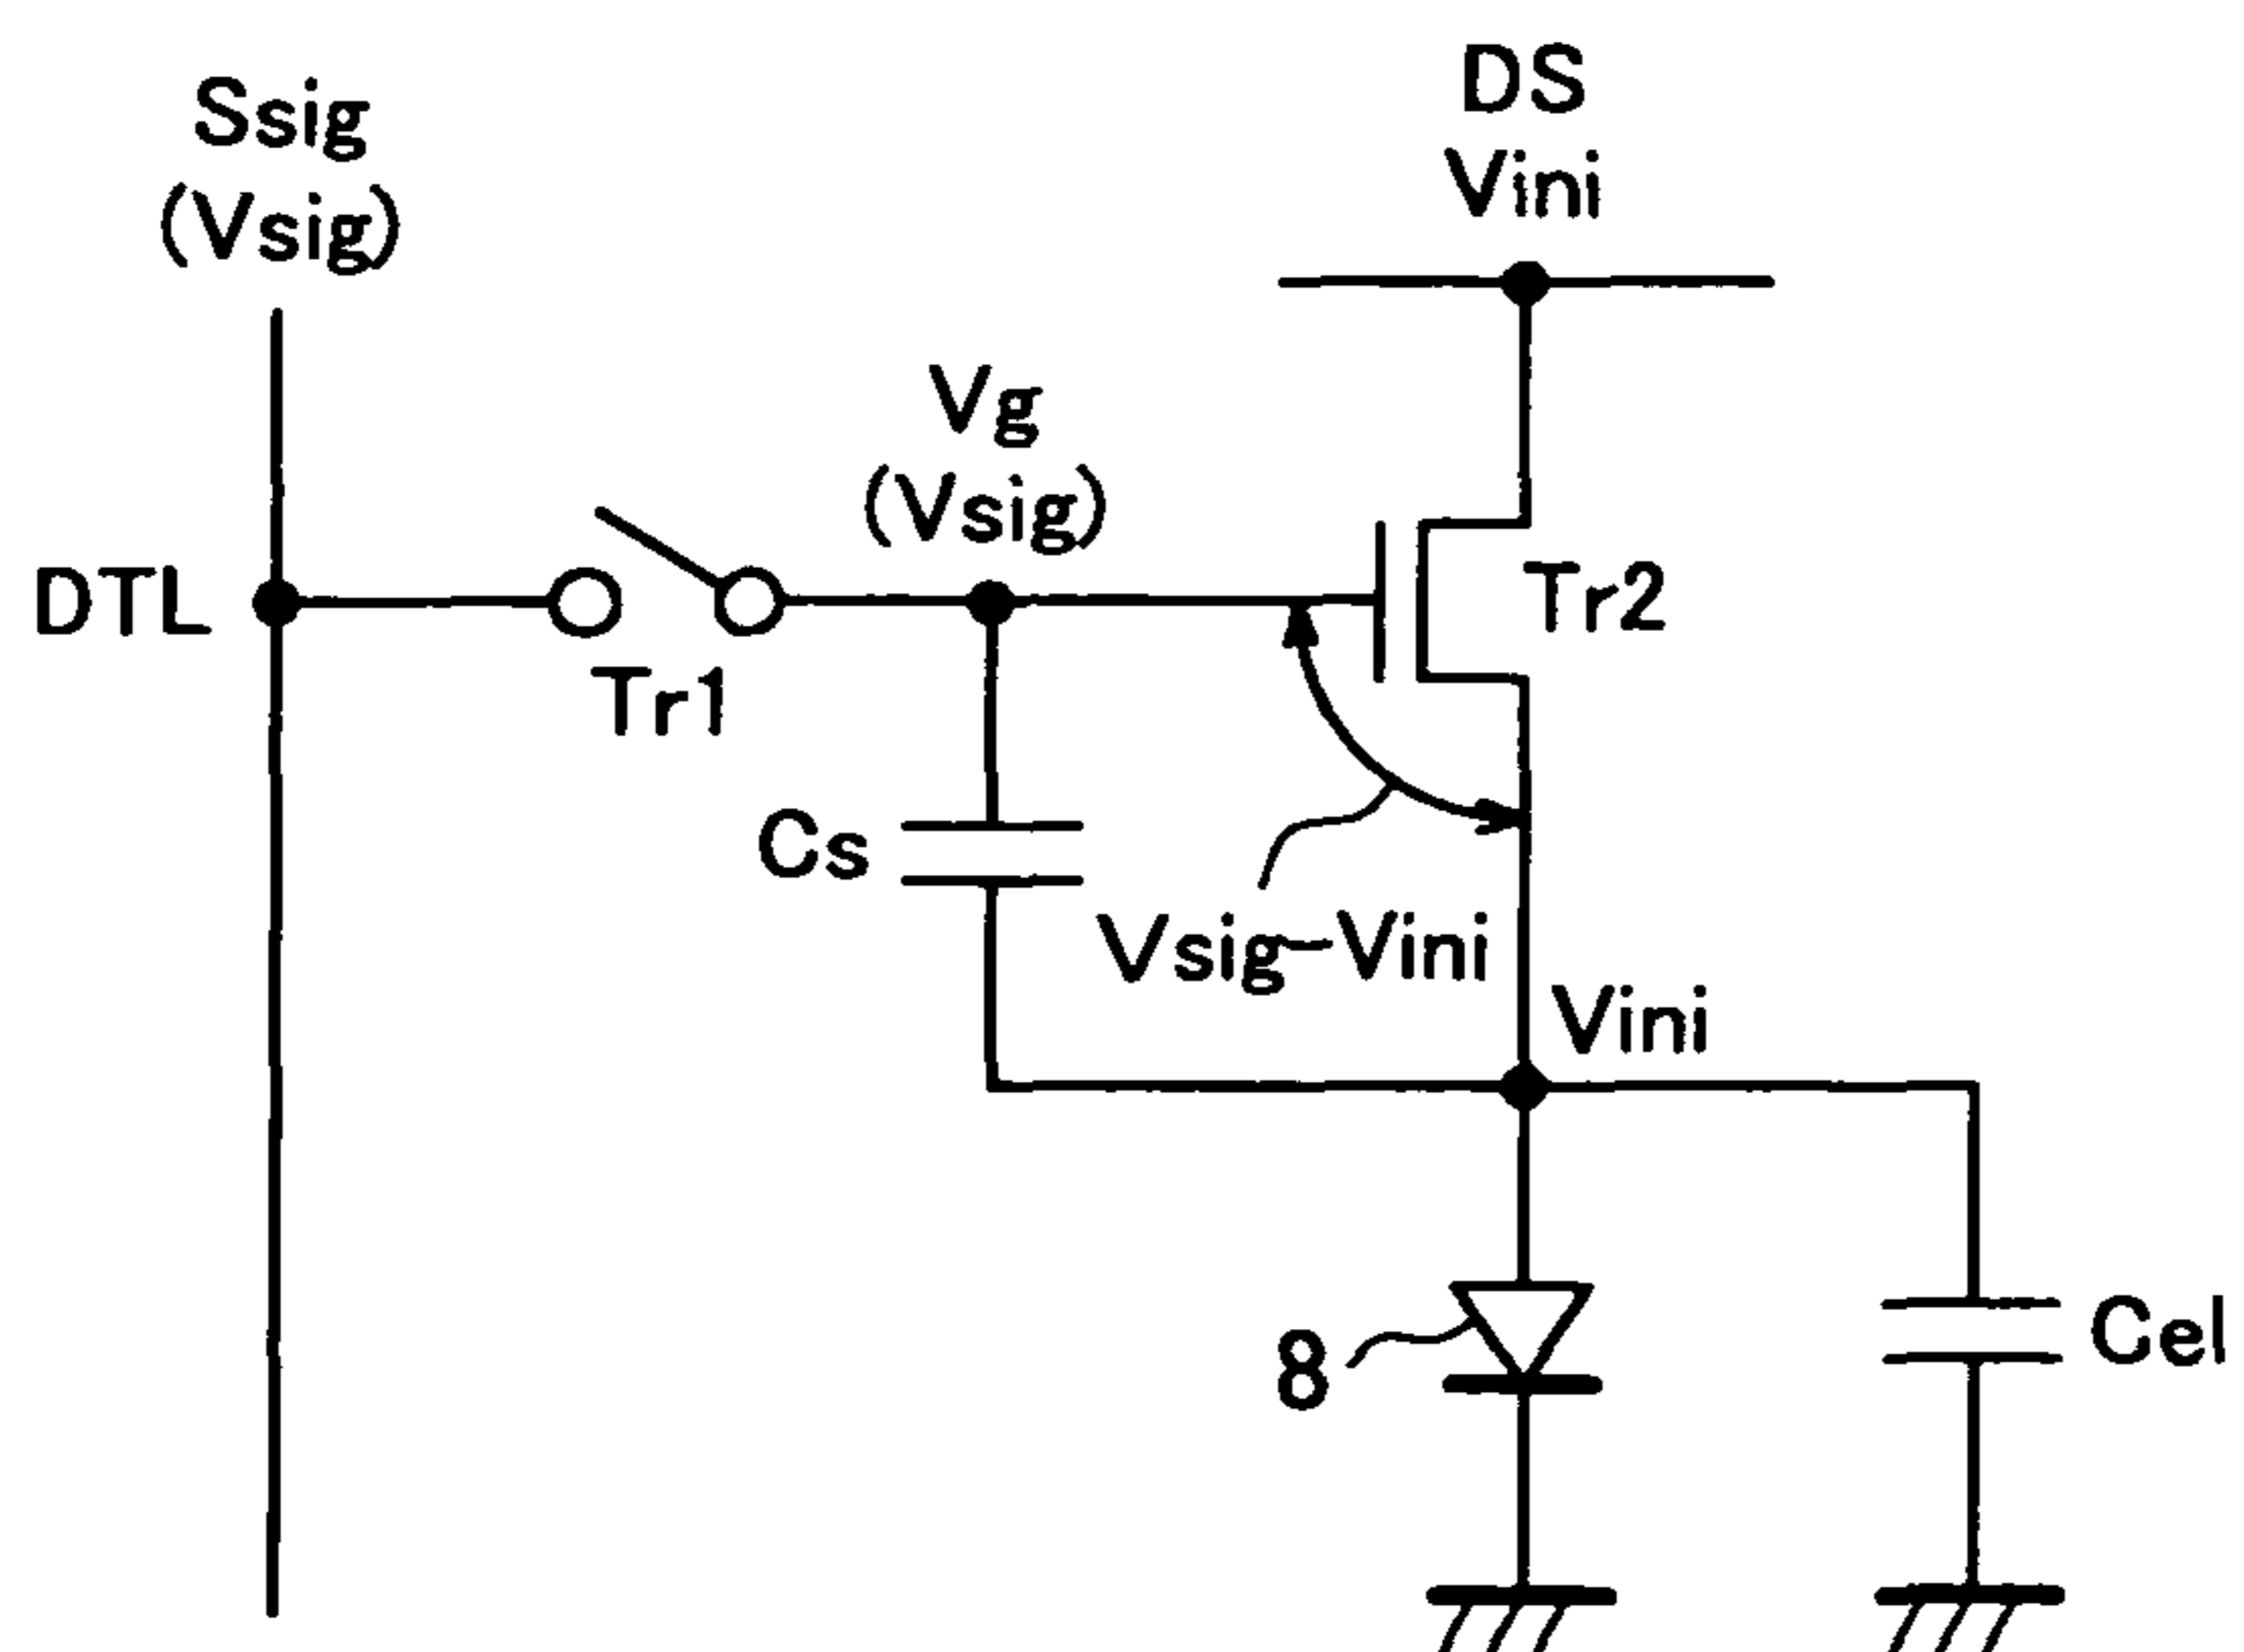 Ssig
(Vsig)
DS
Vini
Vg
(Vsig)
DTL
Tr1
Tr2
Cs
Vsig-Vini
Vini
8
Cel